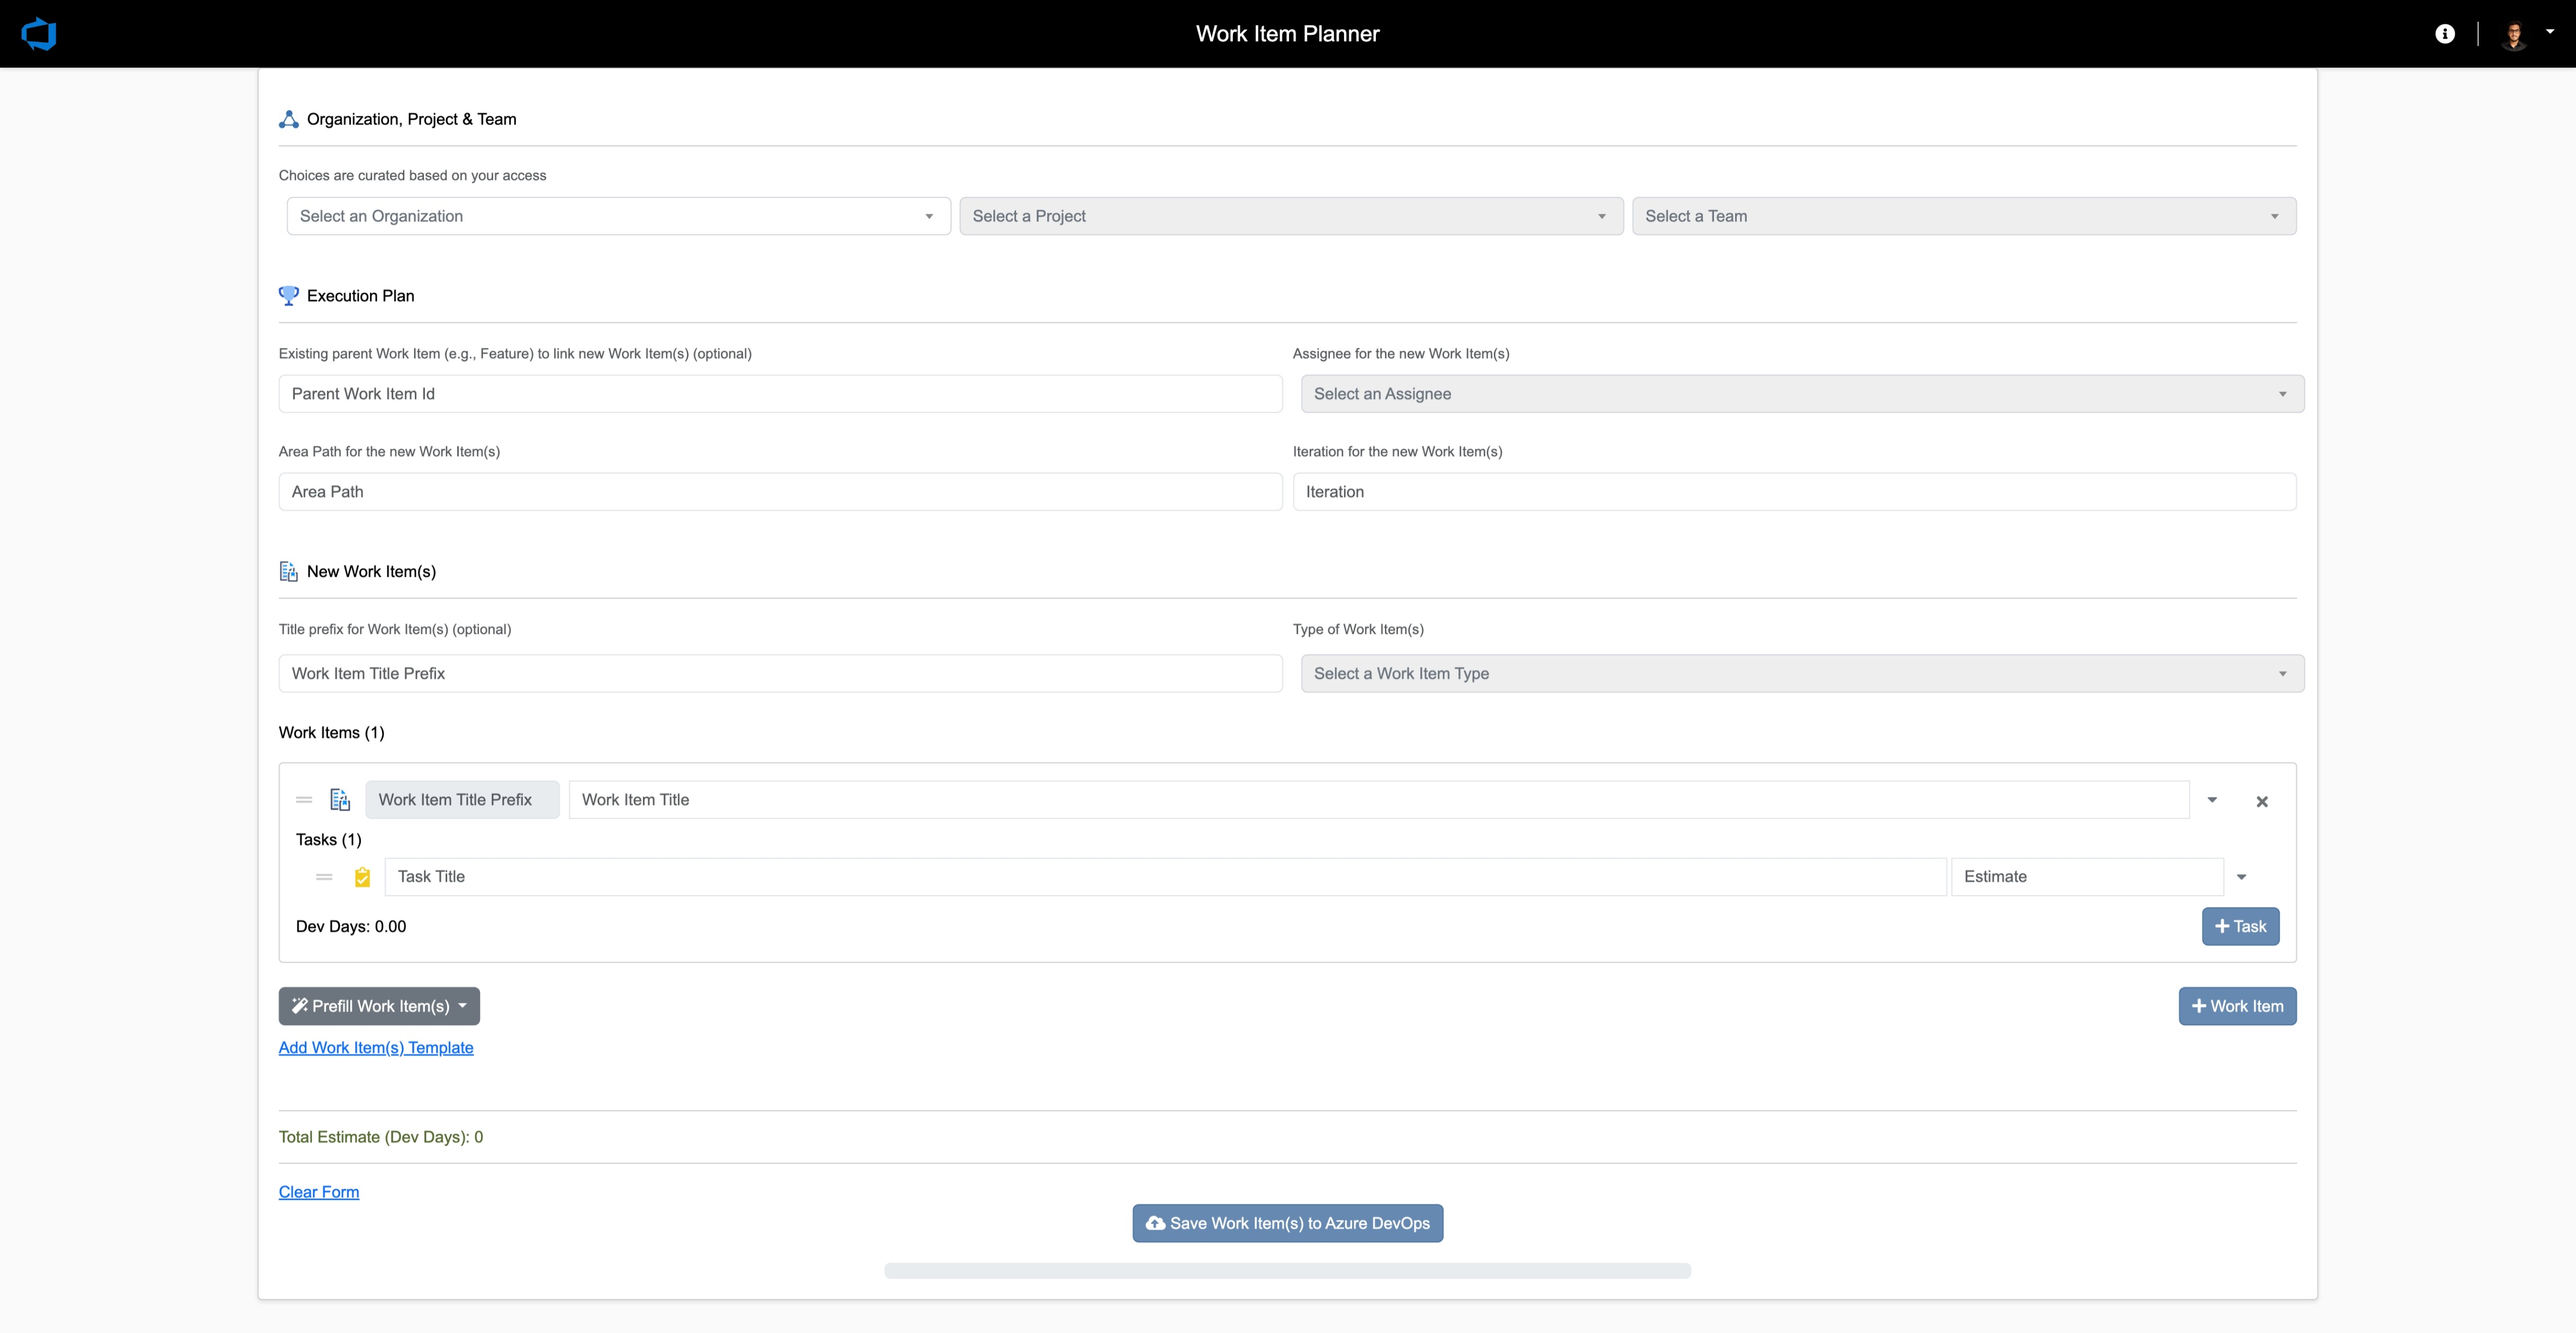 Work Item Planner
Organization, Project & Team
Choices are curated based on your access
Select an Organization
Select a Project
Select a Team
Execution Plan
Existing parent Work Item (e.g., Feature) to link new Work Item(s) (optional)
Assignee for the new Work Item(s)
Parent Work Item Id
Select an Assignee
Area Path for the new Work Item(s)
Iteration for the new Work Item(s)
Area Path
Iteration
New Work Item(s)
Title prefix for Work Item(s) (optional)
Type of Work Item(s)
Work Item Title Prefix
Select a Work Item Type
Work Items (1)
Work Item Title Prefix
Work Item Title
Tasks (1)
Task Title
Estimate
Dev Days: 0.00
Task
Prefill Work Item(s)
Work Item
Add Work Item(s) Template
Total Estimate (Dev Days): 0
Clear Form
Save Work Item(s) to Azure DevOps